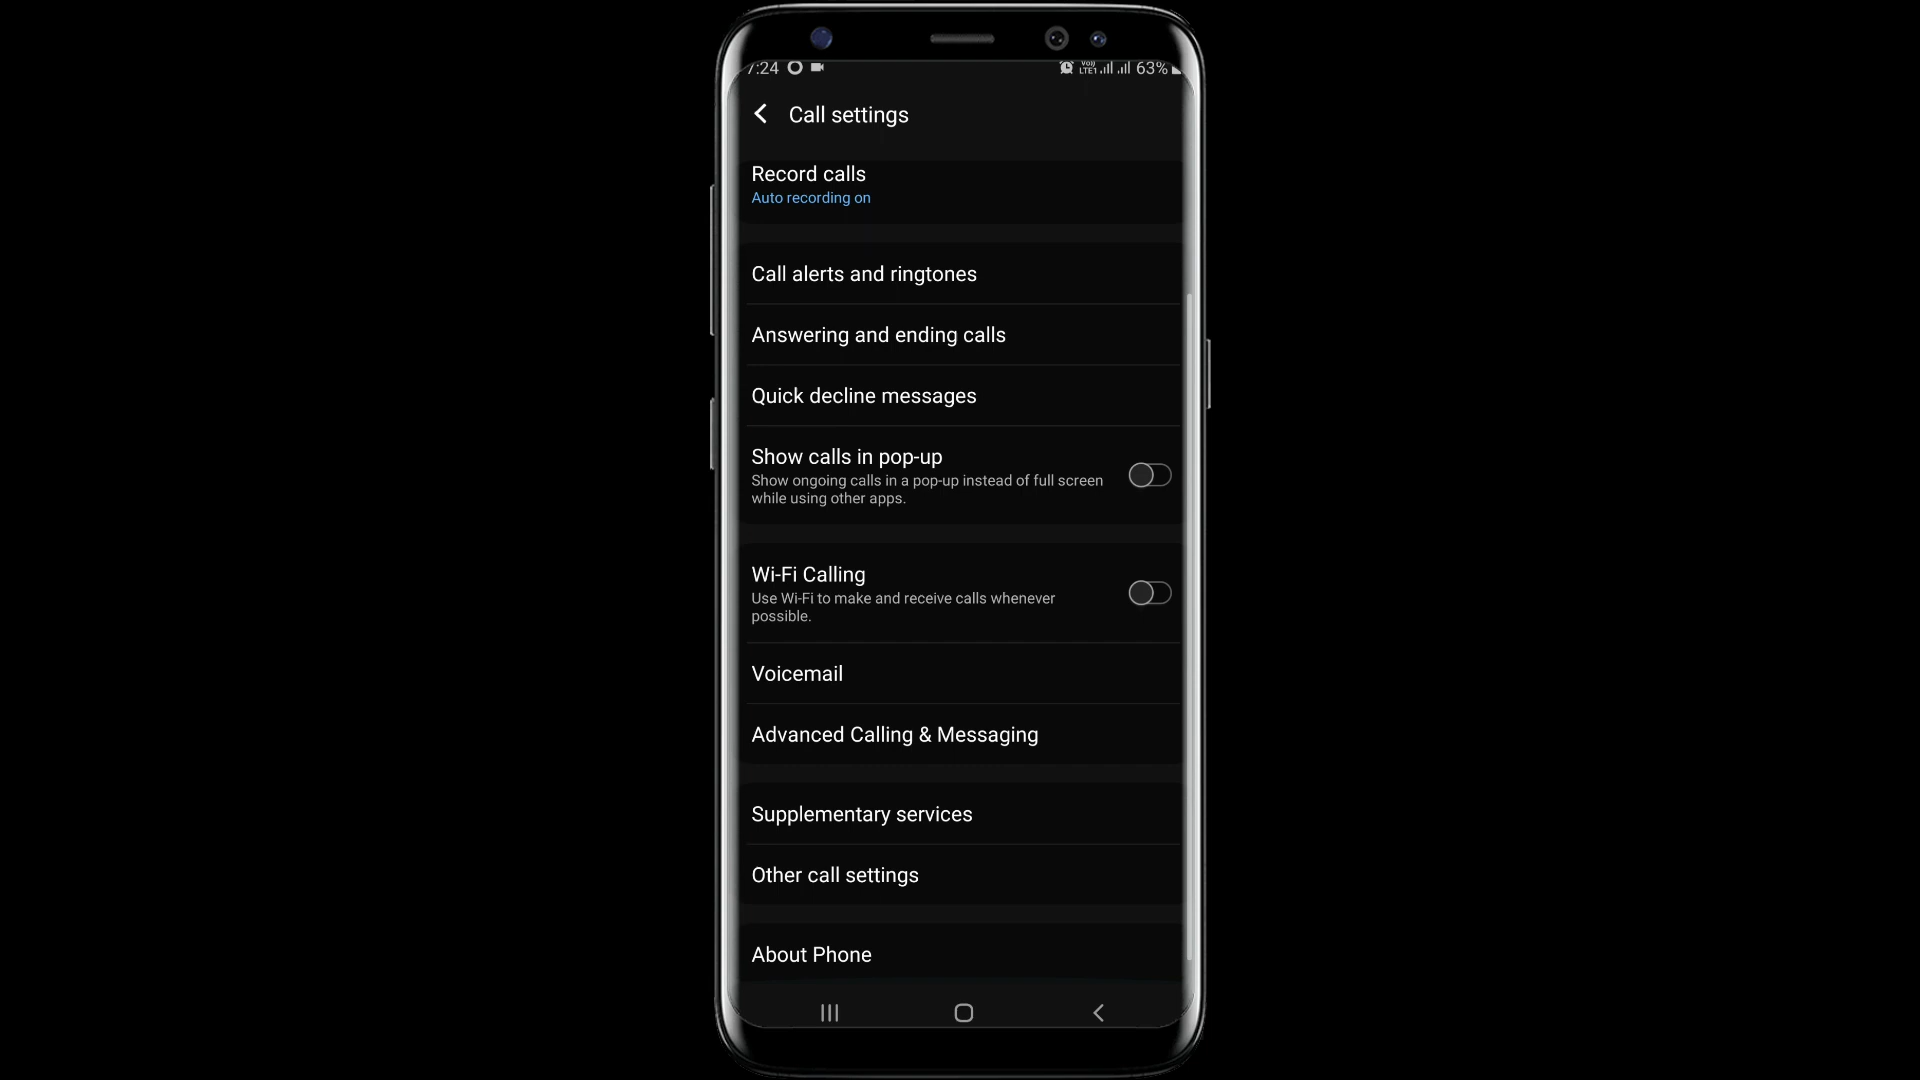 7:24 63%
Call settings
Record calls
Auto recording on
Call alerts and ringtones
Answering and ending calls
Quick decline messages
Show calls in pop-up
Show ongoing calls in a pop-up instead of full screen
while using other apps.
Wi-Fi Calling
Use Wi-Fi to make and receive calls whenever
possible.
Voicemail
Advanced Calling & Messaging
Supplementary services
Other call settings
About Phone